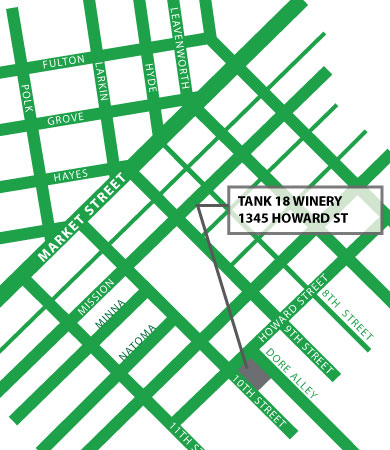 LEAVENWORTH
FULTON
LARKIN
HYDE
POLK
GROVE
HAYES
MARKET STREET
TANK 18 WINERY
1345 HOWARD ST
MISSION
MINNA
NATOMA
HOWARD STREET
8TH STREET
9TH STREET
DORE ALLEY
10TH STREET
11TH S